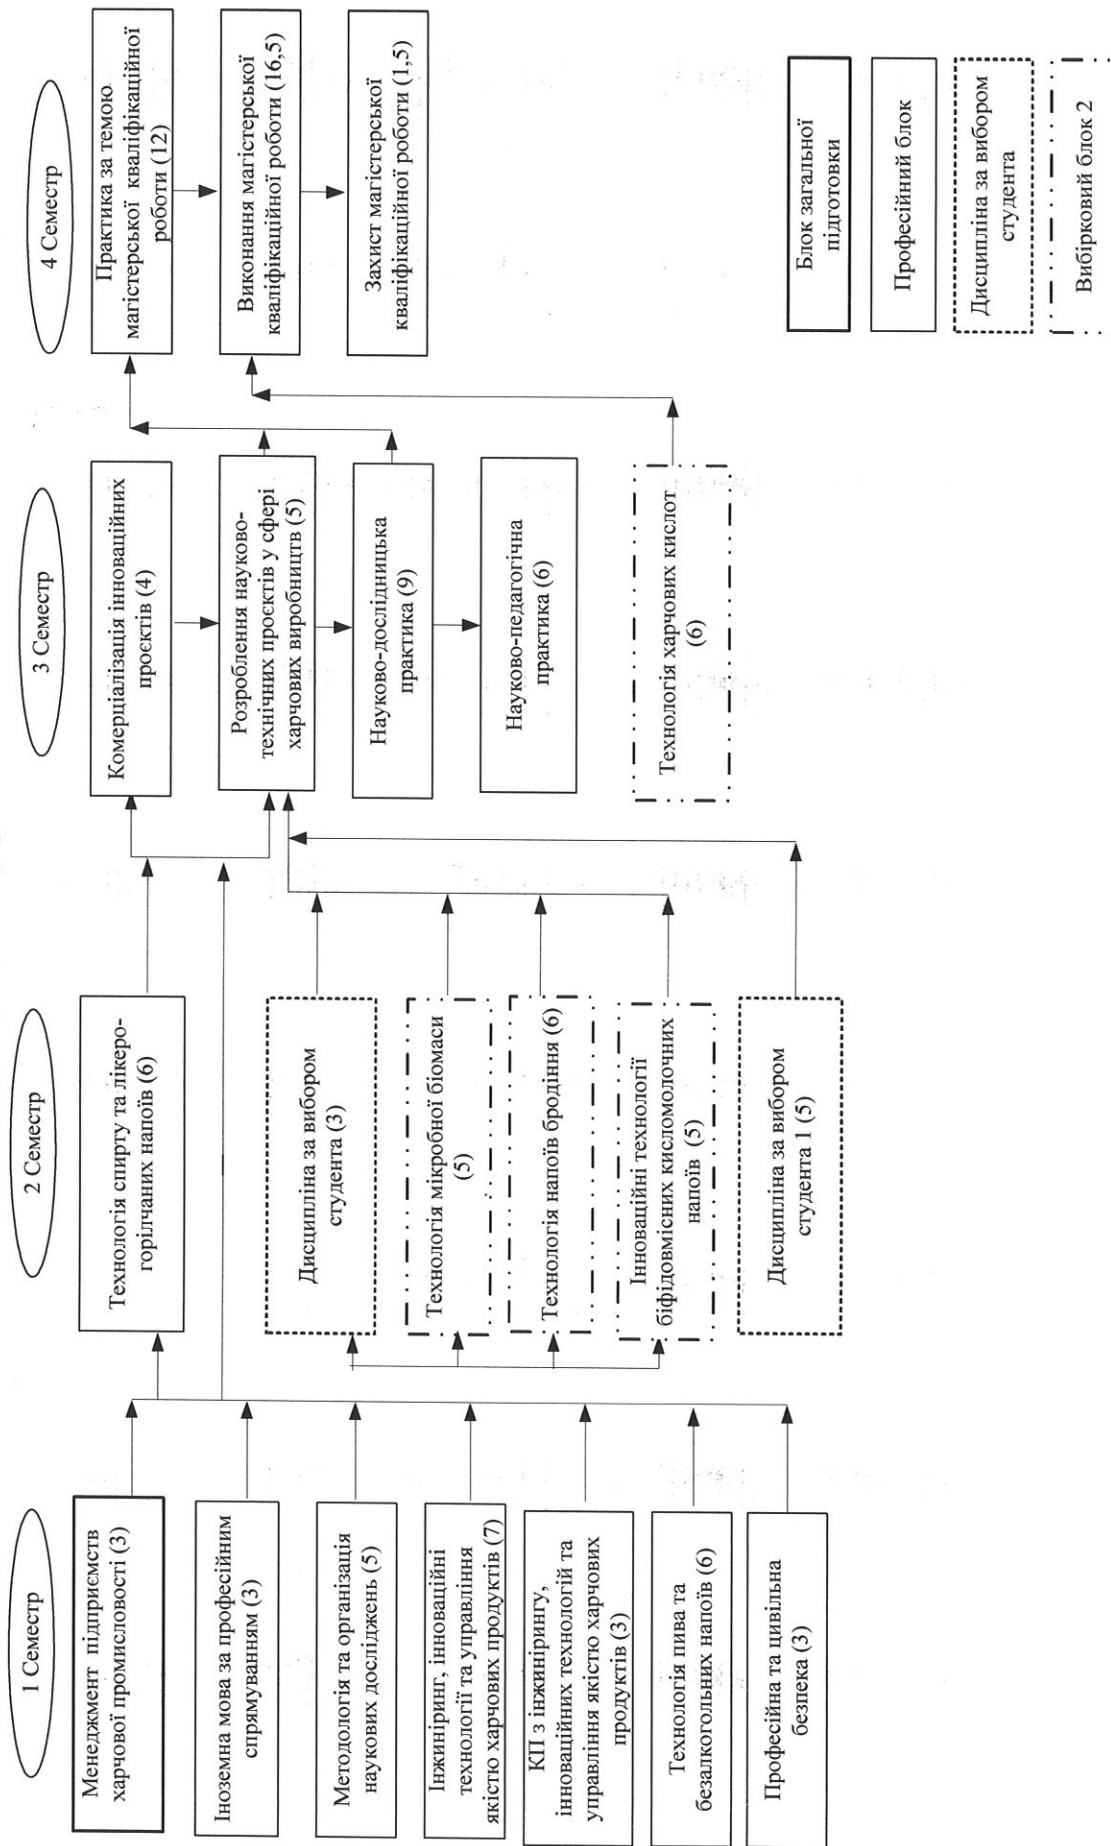 1 Семестр
Менеджмент підприємств
харчової промисловості (3)
Іноземна мова за професійним
спрямуванням (3)
Методологія та організація
наукових досліджень (5)
Інжиніринг, інноваційні
технології та управління
якістю харчових продуктів (7)
КП з інжинірингу,
інноваційних технологій та
управління якістю харчових
продуктів (3)
Технологія пива та
безалкогольних напоїв (6)
Професійна та цивільна
безпека (3)
2 Семестр
Технологія спирту та лікеро-
горілчаних напоїв (6)
Дисципліна за вибором
студента (3)
Технологія мікробної біомаси
(5)
Технологія напоїв бродіння (6)
Інноваційні технології
біфідовмісних кисломолочних
напоїв (5)
Дисципліна за вибором
студента 1 (5)
3 Семестр
Комерціалізація інноваційних
проєктів (4)
Розроблення науково-
технічних проєктів у сфері
харчових виробництв (5)
Науково-дослідницька
практика (9)
Науково-педагогічна
практика (6)
Технологія харчових кислот
(6)
4 Семестр
Практика за темою
магістерської кваліфікаційної
роботи (12)
Виконання магістерської
кваліфікаційної роботи (16,5)
Захист магістерської
кваліфікаційної роботи (1,5)
Блок загальної
підготовки
Професійний блок
Дисципліна за вибором
студента
Вибірковий блок 2